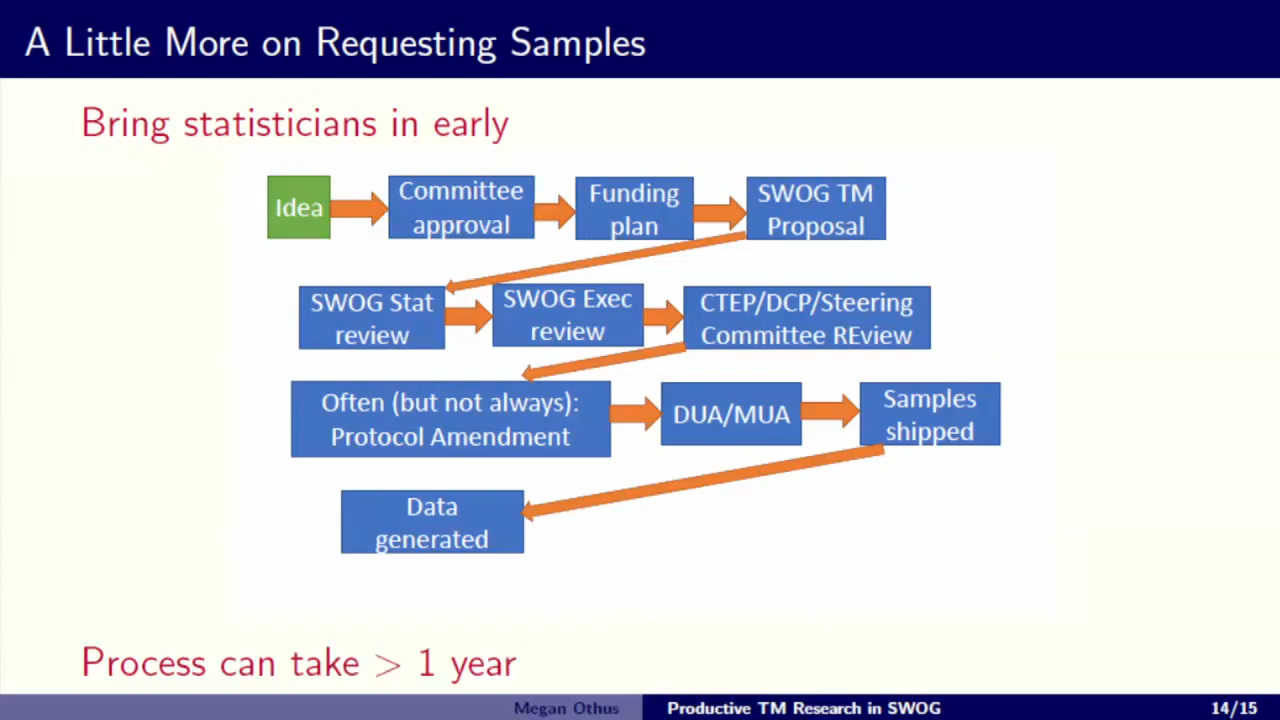 A Little More on Requesting Samples
Bring statisticians in early
Idea
Committee
approval
Funding
plan
SWOG TM
Proposal
SWOG Stat
review
SWOG Exec
review
CTEP/DCP/Steering
Committee REview
Often (but not always):
Protocol Amendment
DUA/MUA
Samples
shipped
Data
generated
Process can take > 1 year
Megan Othus
Productive TM Research in SWOG
14/15